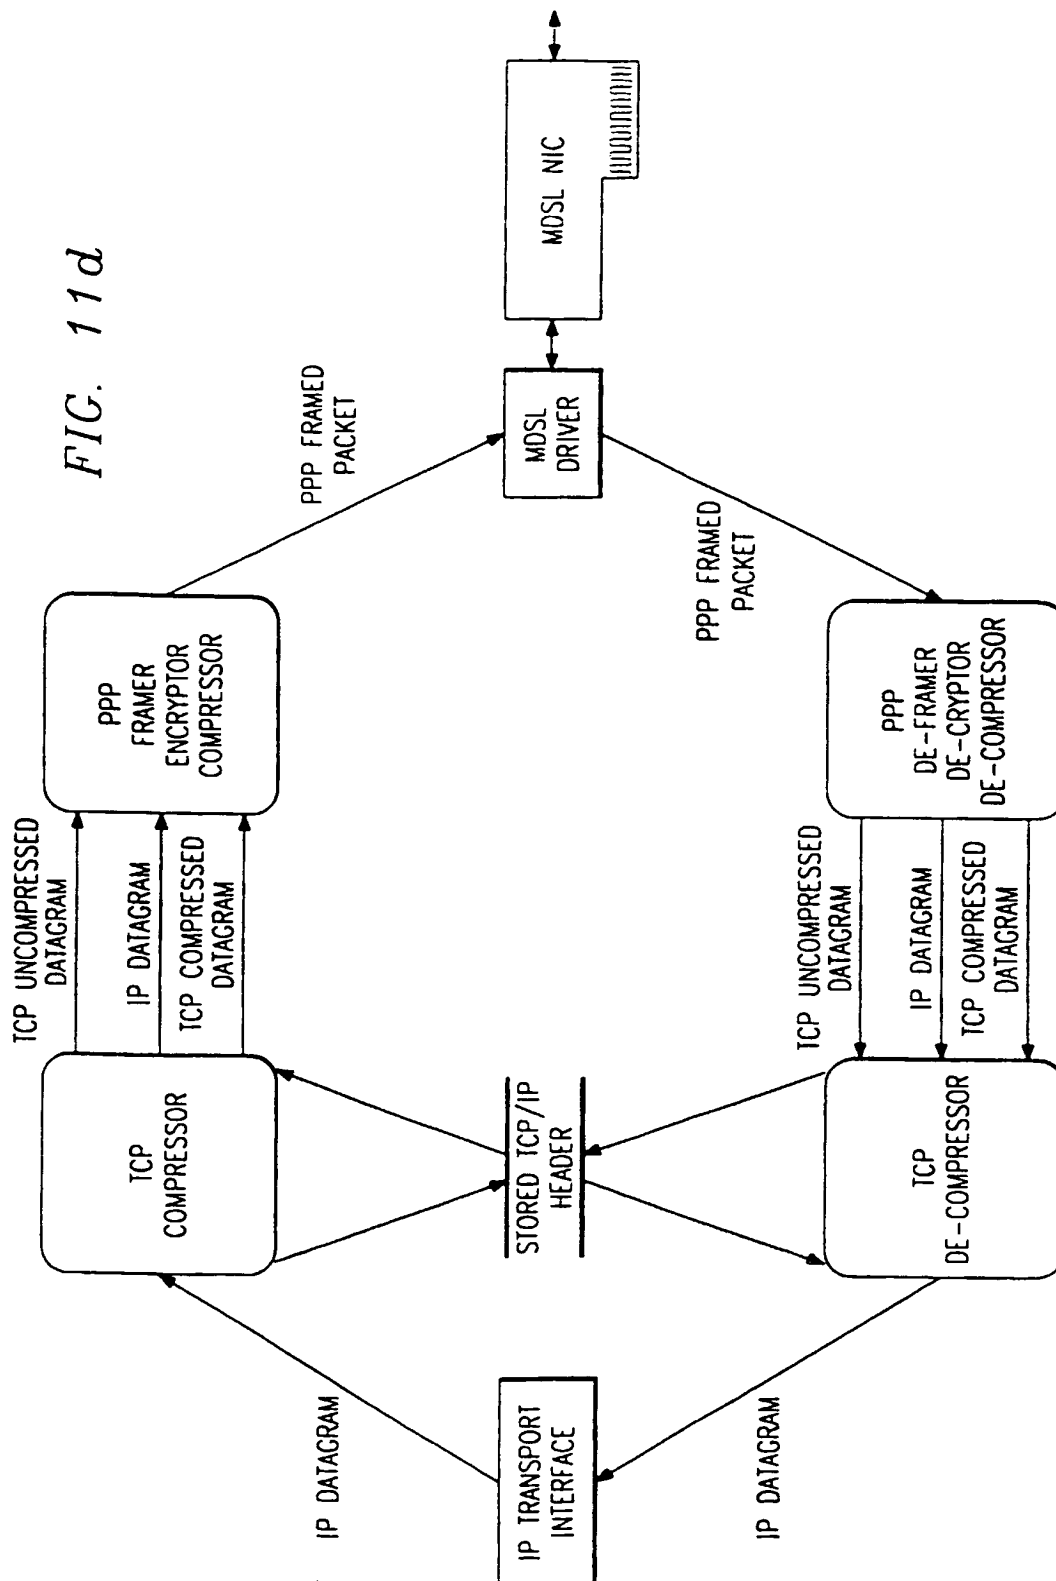 FIG. 11d
IP DATAGRAM
TCP
COMPRESSOR
TCP UNCOMPRESSED
DATAGRAM
IP DATAGRAM
TCP COMPRESSED
DATAGRAM
PPP
FRAMER
ENCRYPTOR
COMPRESSOR
PPP FRAMED
PACKET
IP TRANSPORT
INTERFACE
STORED TCP/IP
HEADER
MDSL
DRIVER
MDSL NIC
PPP FRAMED
PACKET
IP DATAGRAM
TCP
DE-COMPRESSOR
TCP UNCOMPRESSED
DATAGRAM
IP DATAGRAM
TCP COMPRESSED
DATAGRAM
PPP
DE-FRAMER
DE-CRYPTOR
DE-COMPRESSOR